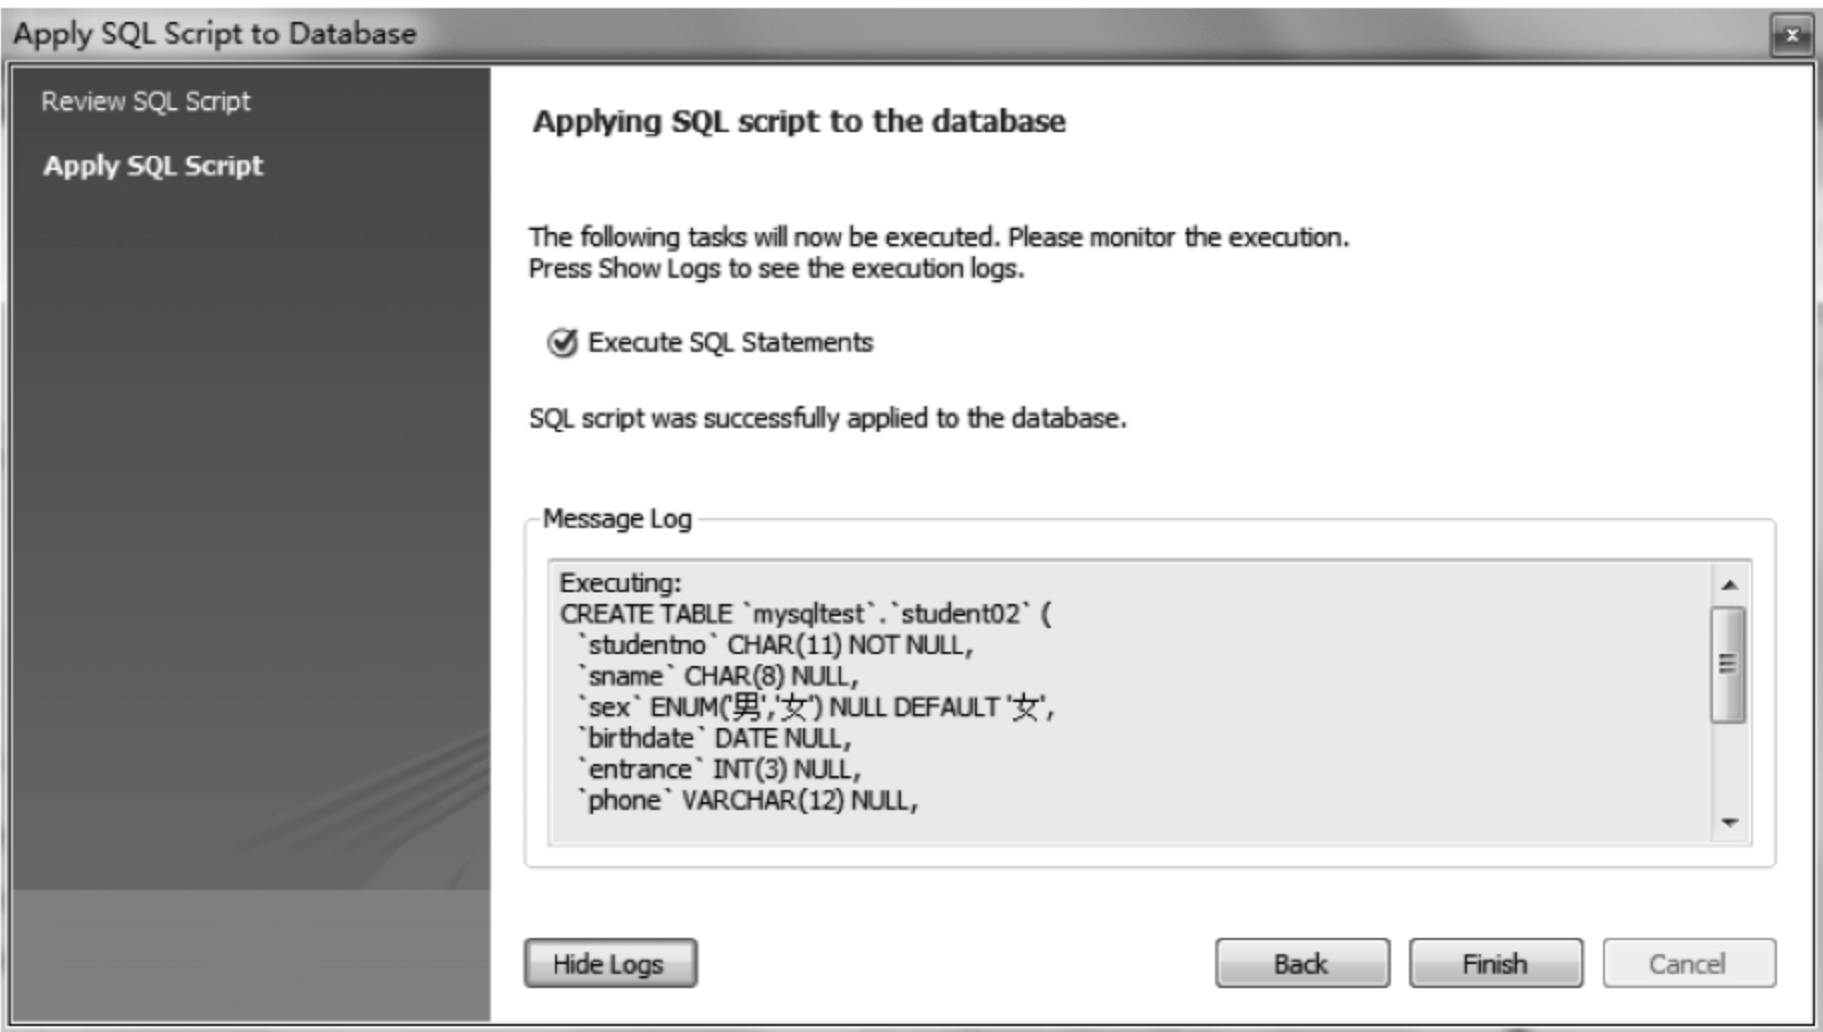 Apply SQL Script to Database
Review SQL Script
Apply SQL Script
Applying SQL script to the database
The following tasks will now be executed. Please monitor the execution.
Press Show Logs to see the execution logs.
Execute SQL Statements
SQL script was successfully applied to the database.
Message Log
Executing:
CREATE TABLE `mysqltest`.`student02` (
`studentno` CHAR(11) NOT NULL,
`sname` CHAR(8) NULL,
`sex` ENUM('男','女') NULL DEFAULT '女',
`birthdate` DATE NULL,
`entrance` INT(3) NULL,
`phone` VARCHAR(12) NULL,
Hide Logs
Back
Finish
Cancel